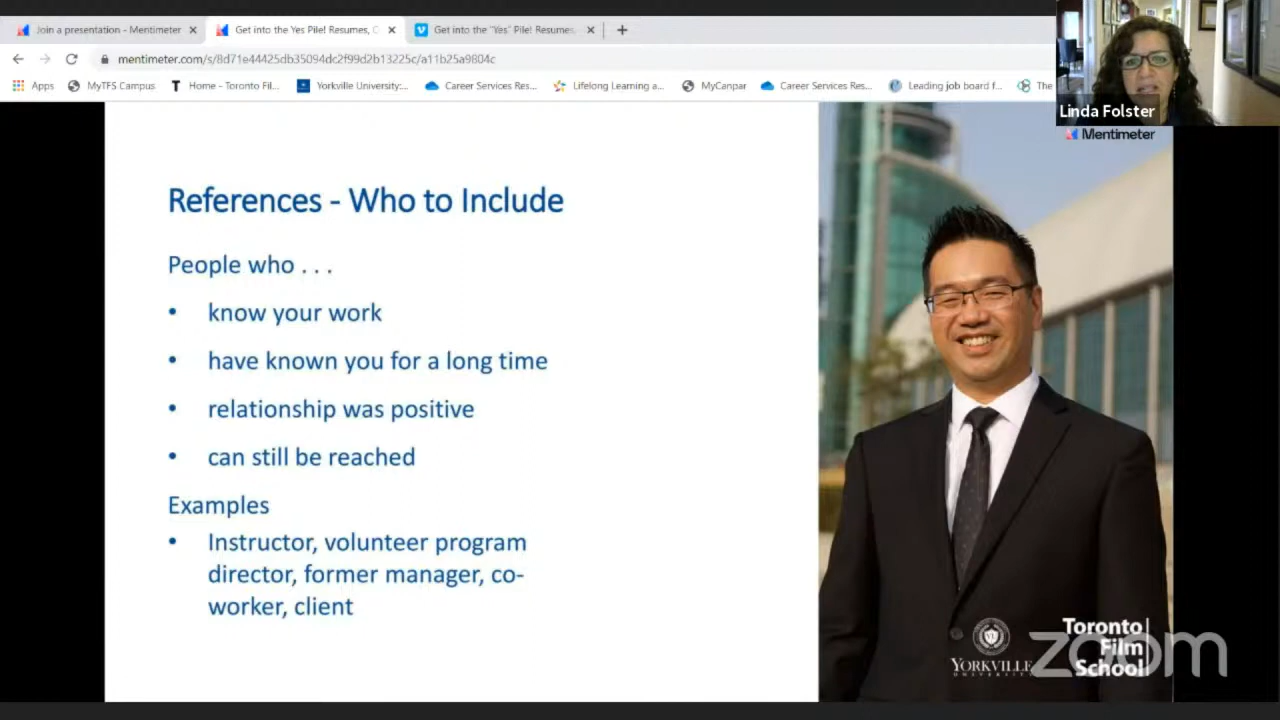 Join a presentation - Mentimeter
Get into the Yes Pile! Resumes, C
Get into the "Yes" Pile! Resumes,
mentimeter.com/s/8d71e44425db35094dc2f99d2b13225c/a11b25a9804c
Apps
MyTFS Campus
Home - Toronto Fil...
Yorkville University:...
Career Services Res...
Lifelong Learning a...
MyCanpar
Career Services Res...
Leading job board f...
The
Linda Folster
Mentimeter
References - Who to Include
People who . . .
• know your work
• have known you for a long time
• relationship was positive
• can still be reached
Examples
• Instructor, volunteer program
director, former manager, co-
worker, client
YORKVILLE
UNIVERSITY
Toronto
Film
School
zoom